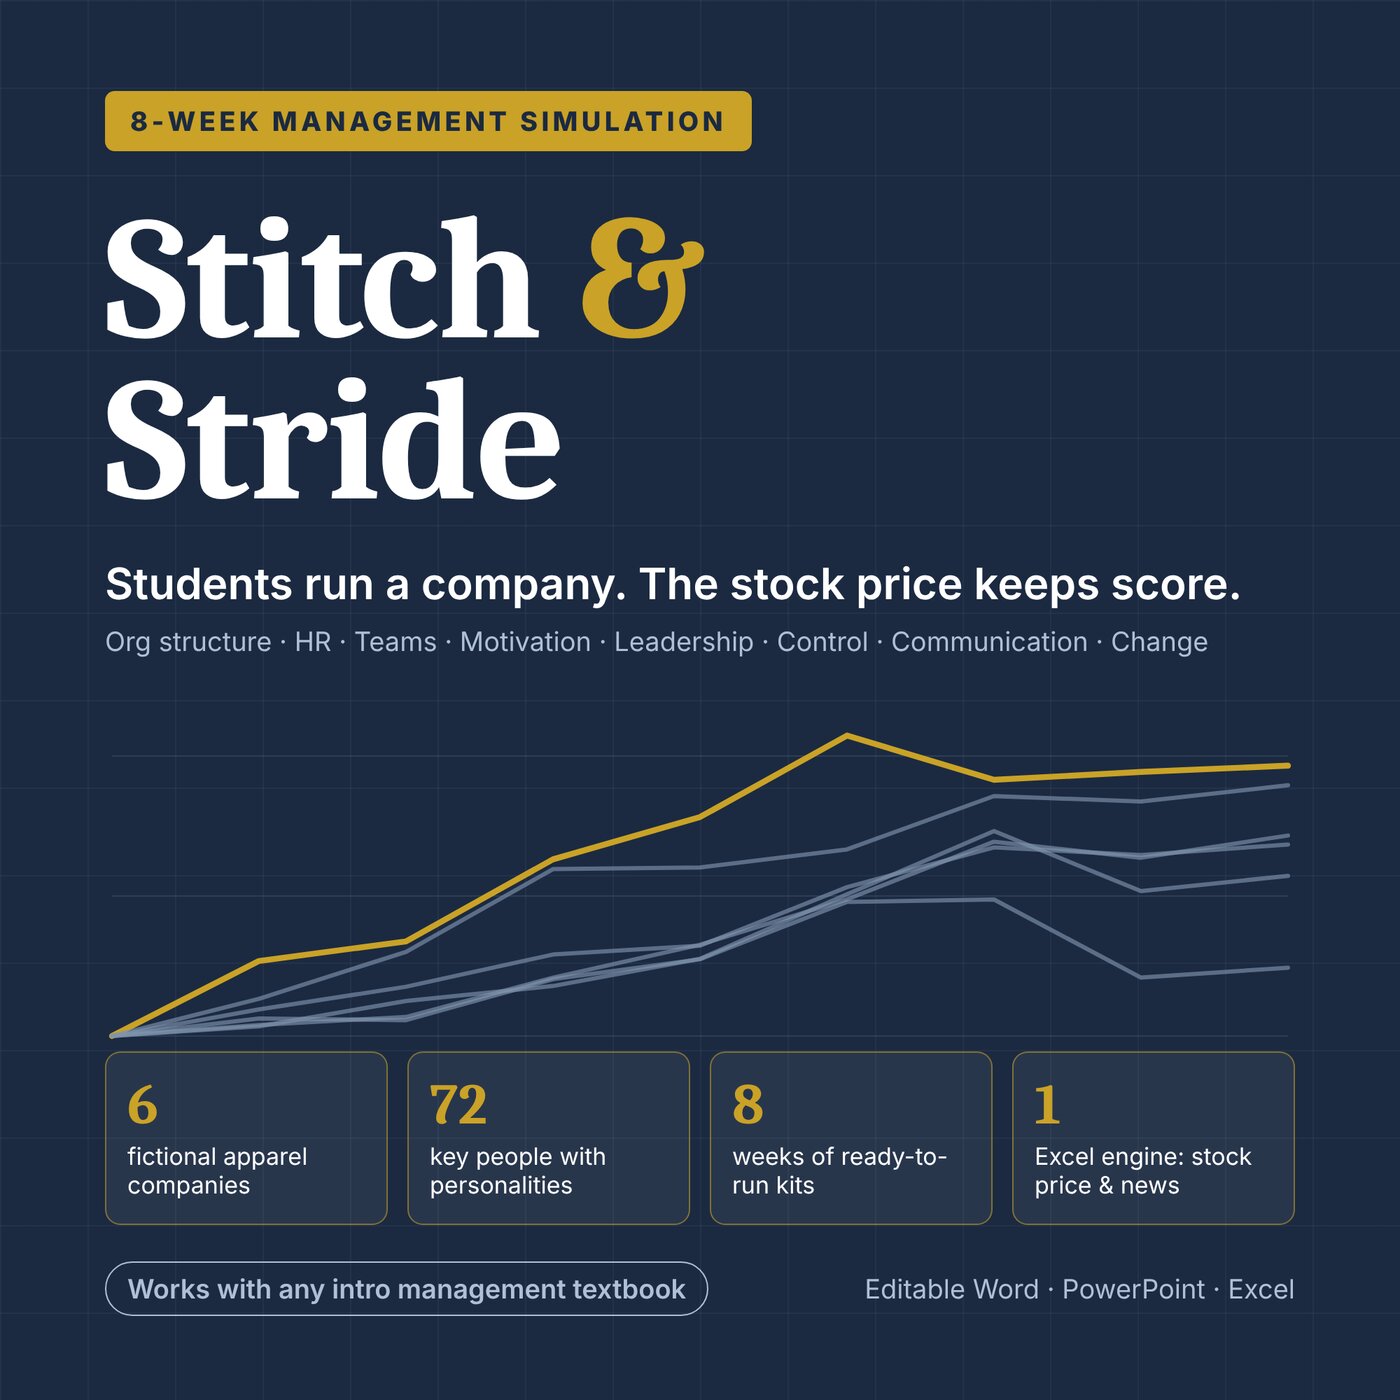 8-WEEK MANAGEMENT SIMULATION
Stitch &
Stride
Students run a company. The stock price keeps score.
Org structure · HR · Teams · Motivation · Leadership · Control · Communication · Change
6
fictional apparel
companies
72
key people with
personalities
8
weeks of ready-to-
run kits
1
Excel engine: stock
price & news
Works with any intro management textbook
Editable Word · PowerPoint · Excel